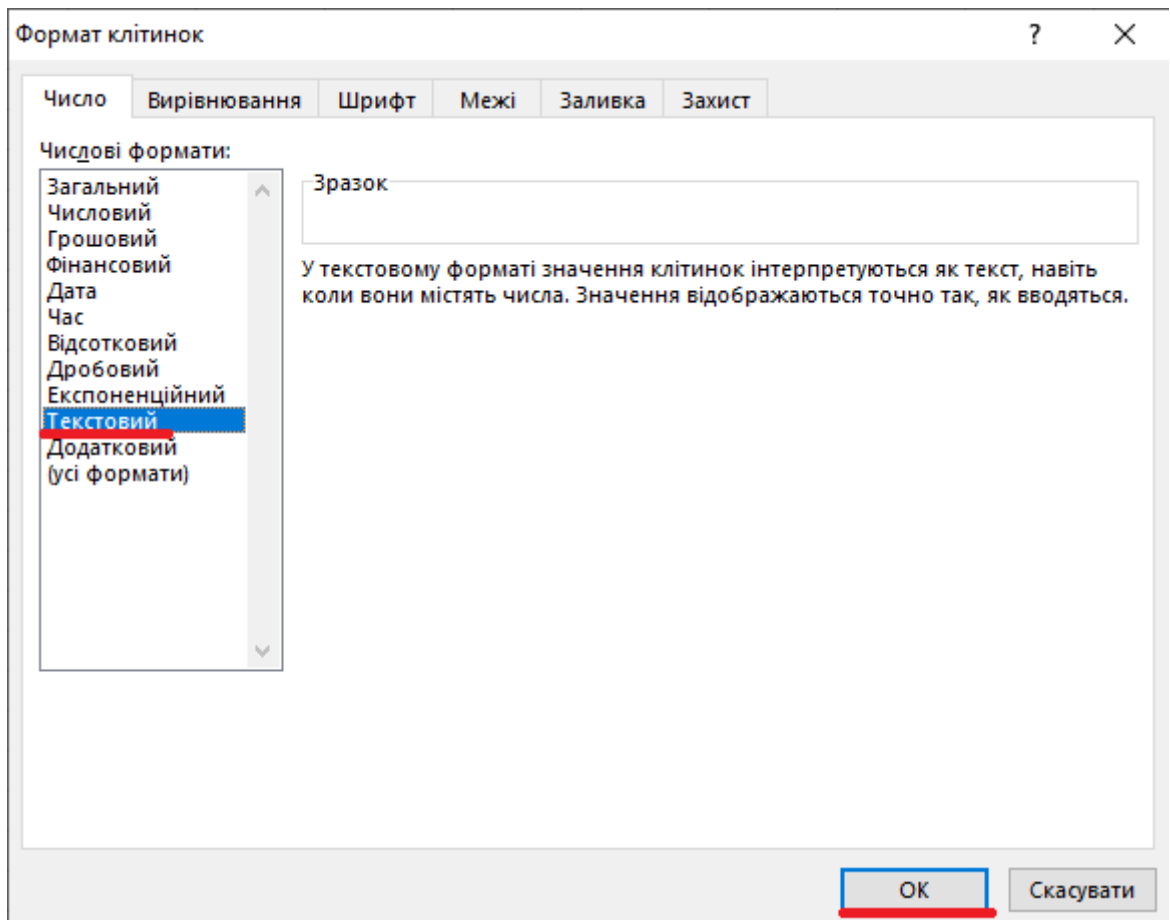 Формат клітинок ?
Число Вирівнювання Шрифт Межі Заливка Захист
Числові формати:
Загальний
Числовий
Грошовий
Фінансовий
Дата
Час
Відсотковий
Дробовий
Експоненційний
Текстовий
Додатковий
(усі формати)
Зразок
У текстовому форматі значення клітинок інтерпретуються як текст, навіть
коли вони містять числа. Значення відображаються точно так, як вводяться.
ОК Скасувати